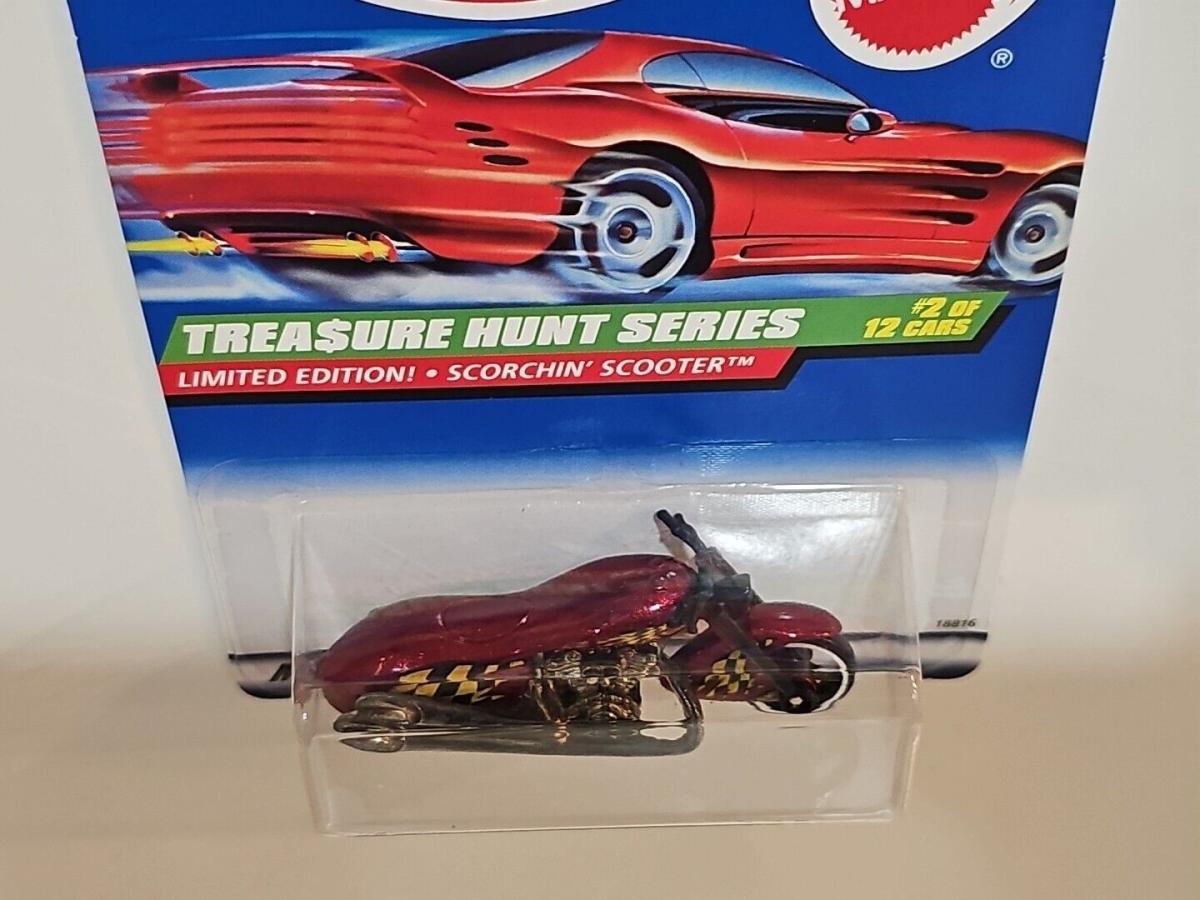 ®
TREA$URE HUNT SERIES
#2 OF
12 CARS
LIMITED EDITION! • SCORCHIN' SCOOTER™
18816